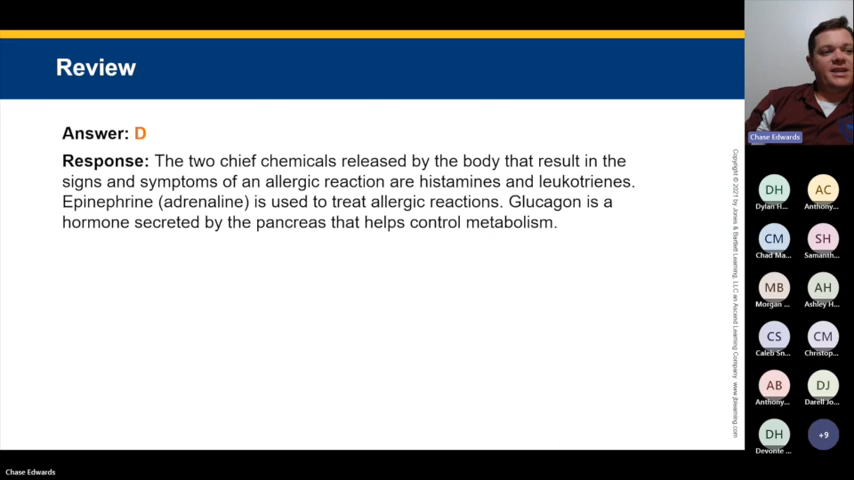 Review
Answer: D
Response: The two chief chemicals released by the body that result in the
signs and symptoms of an allergic reaction are histamines and leukotrienes.
Epinephrine (adrenaline) is used to treat allergic reactions. Glucagon is a
hormone secreted by the pancreas that helps control metabolism.
Copyright © 2021 by Jones & Bartlett Learning, LLC an Ascend Learning Company. www.jblearning.com
Chase Edwards
DH
Dylan H...
AC
Anthony...
CM
Chad Ma...
SH
Samanth...
MB
Morgan ...
AH
Ashley H...
CS
Caleb Sn...
CM
Christop...
AB
Anthony...
DJ
Darell Jo...
DH
Devonte ...
+9
Chase Edwards